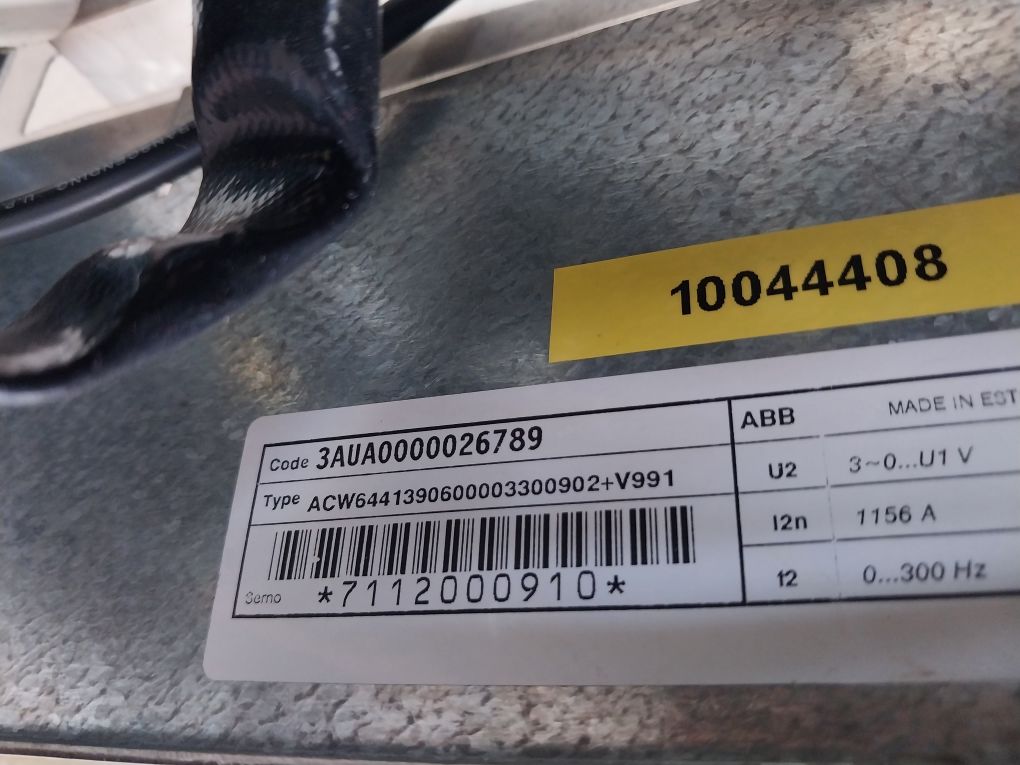 10044408
Code 3AUA0000026789
Type ACW6441390600003300902+V991
Serno *7112000910*
ABB MADE IN EST
U2 3~0...U1 V
I2n 1156 A
f2 0...300 Hz